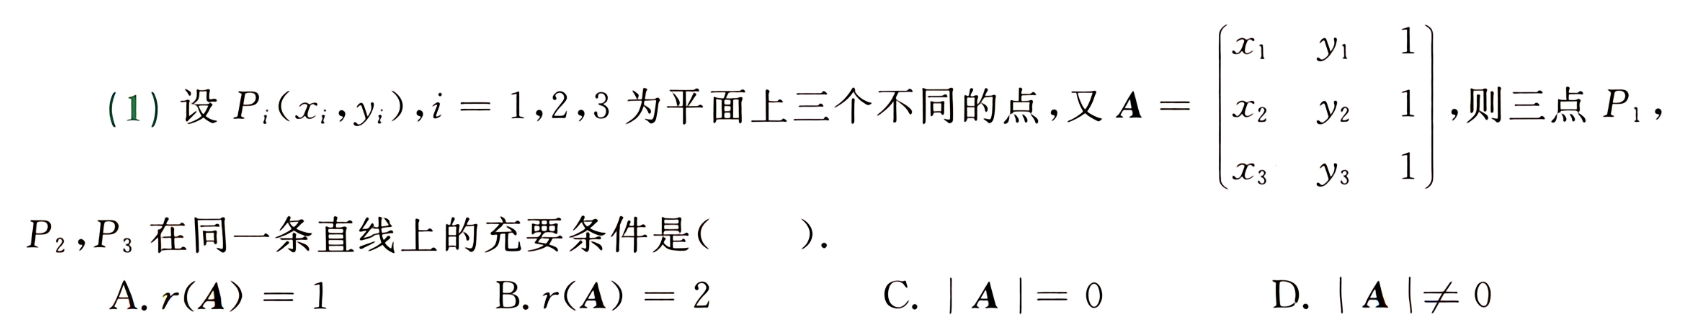 (1) 设 $P_i(x_i,y_i),i=1,2,3$ 为平面上三个不同的点,又 $\boldsymbol{A}=\begin{pmatrix}x_1 & y_1 & 1\\x_2 & y_2 & 1\\x_3 & y_3 & 1\end{pmatrix}$,则三点 $P_1$,
$P_2,P_3$ 在同一条直线上的充要条件是(    ).
A. $r(\boldsymbol{A})=1$    B. $r(\boldsymbol{A})=2$    C. $|\boldsymbol{A}|=0$    D. $|\boldsymbol{A}|\neq 0$